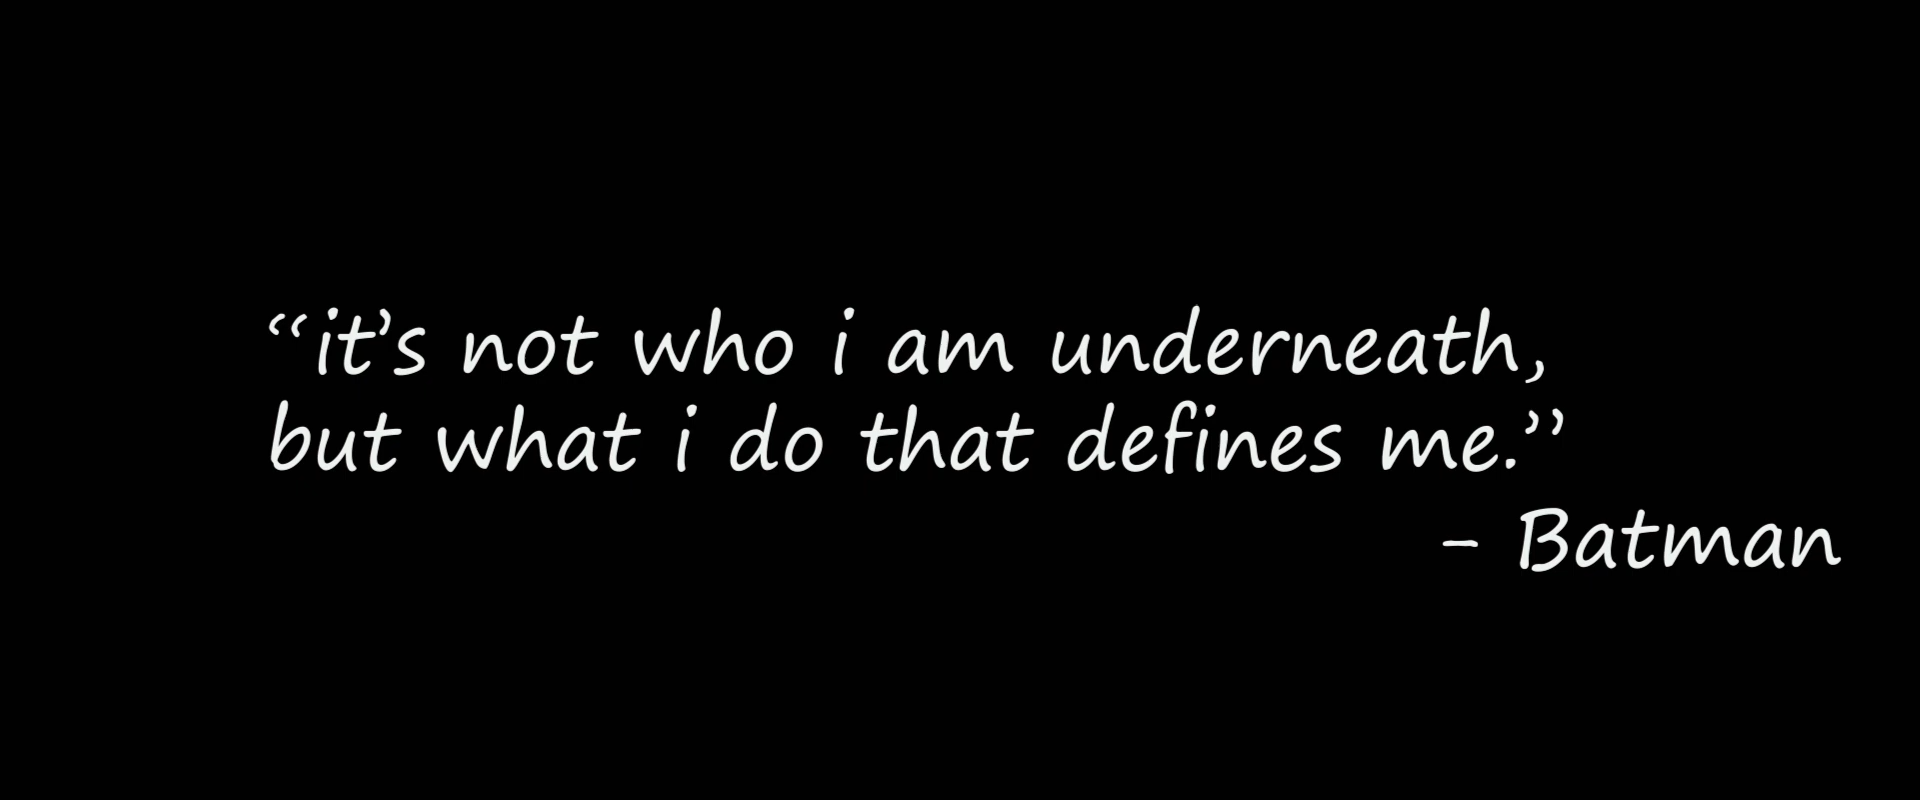 “it’s not who i am underneath,
but what i do that defines me.”
- Batman